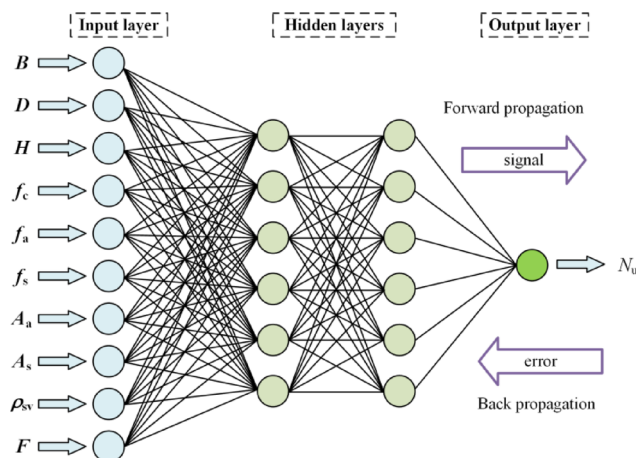 Input layer
Hidden layers
Output layer
B
D
H
fc
fa
fs
Aa
As
ρsv
F
Forward propagation
signal
Nu
error
Back propagation